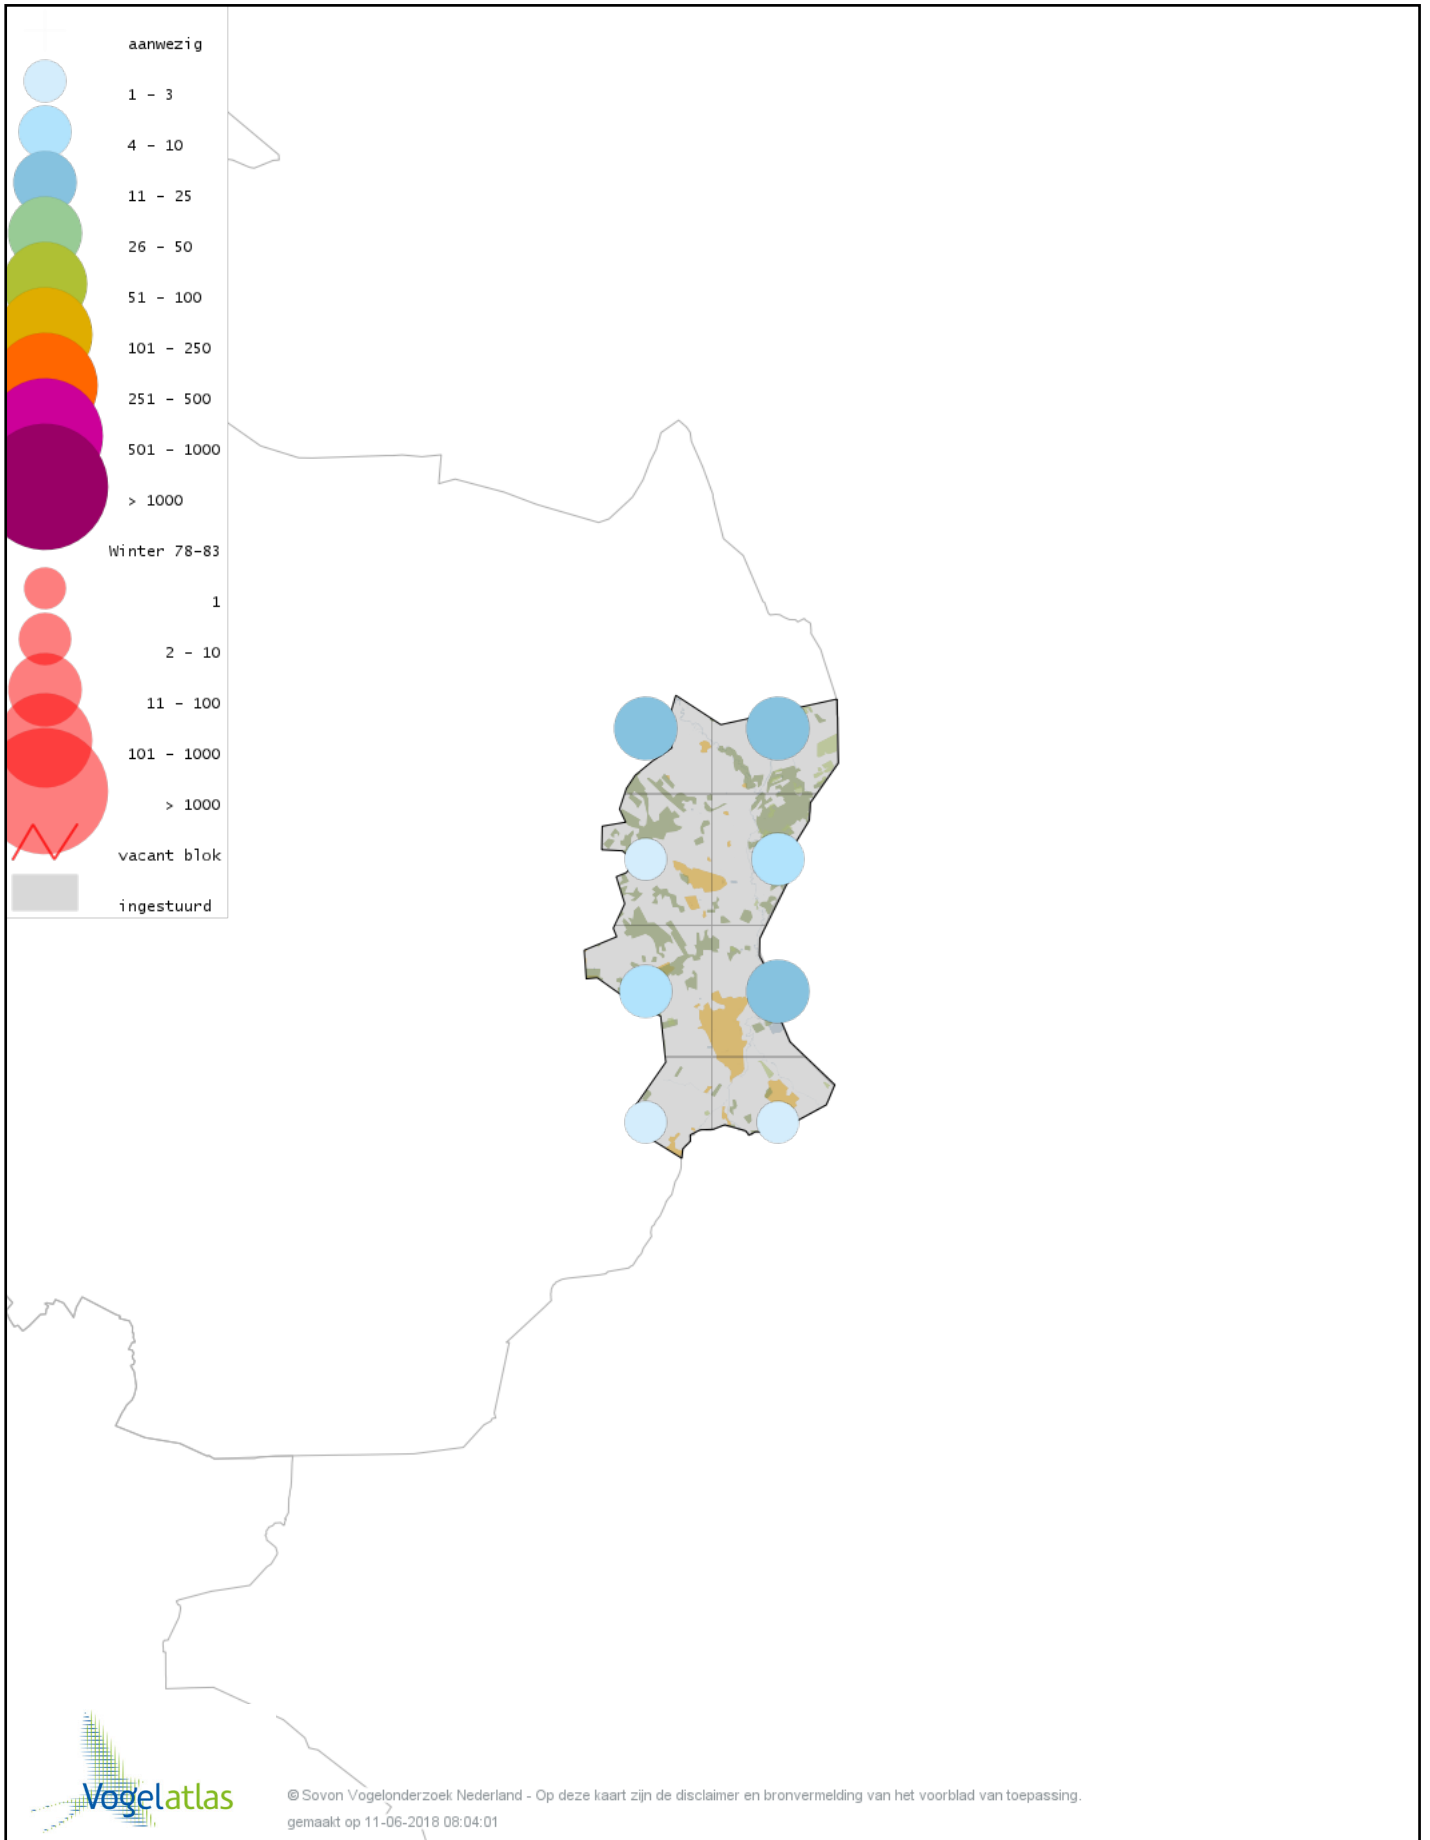 aanwezig
1 - 3
4 - 10
11 - 25
26 - 50
51 - 100
101 - 250
251 - 500
501 - 1000
> 1000
Winter 78-83
1
2 - 10
11 - 100
101 - 1000
> 1000
vacant blok
ingestuurd
Vogelatlas
© Sovon Vogelonderzoek Nederland - Op deze kaart zijn de disclaimer en bronvermelding van het voorblad van toepassing.
gemaakt op 11-06-2018 08:04:01